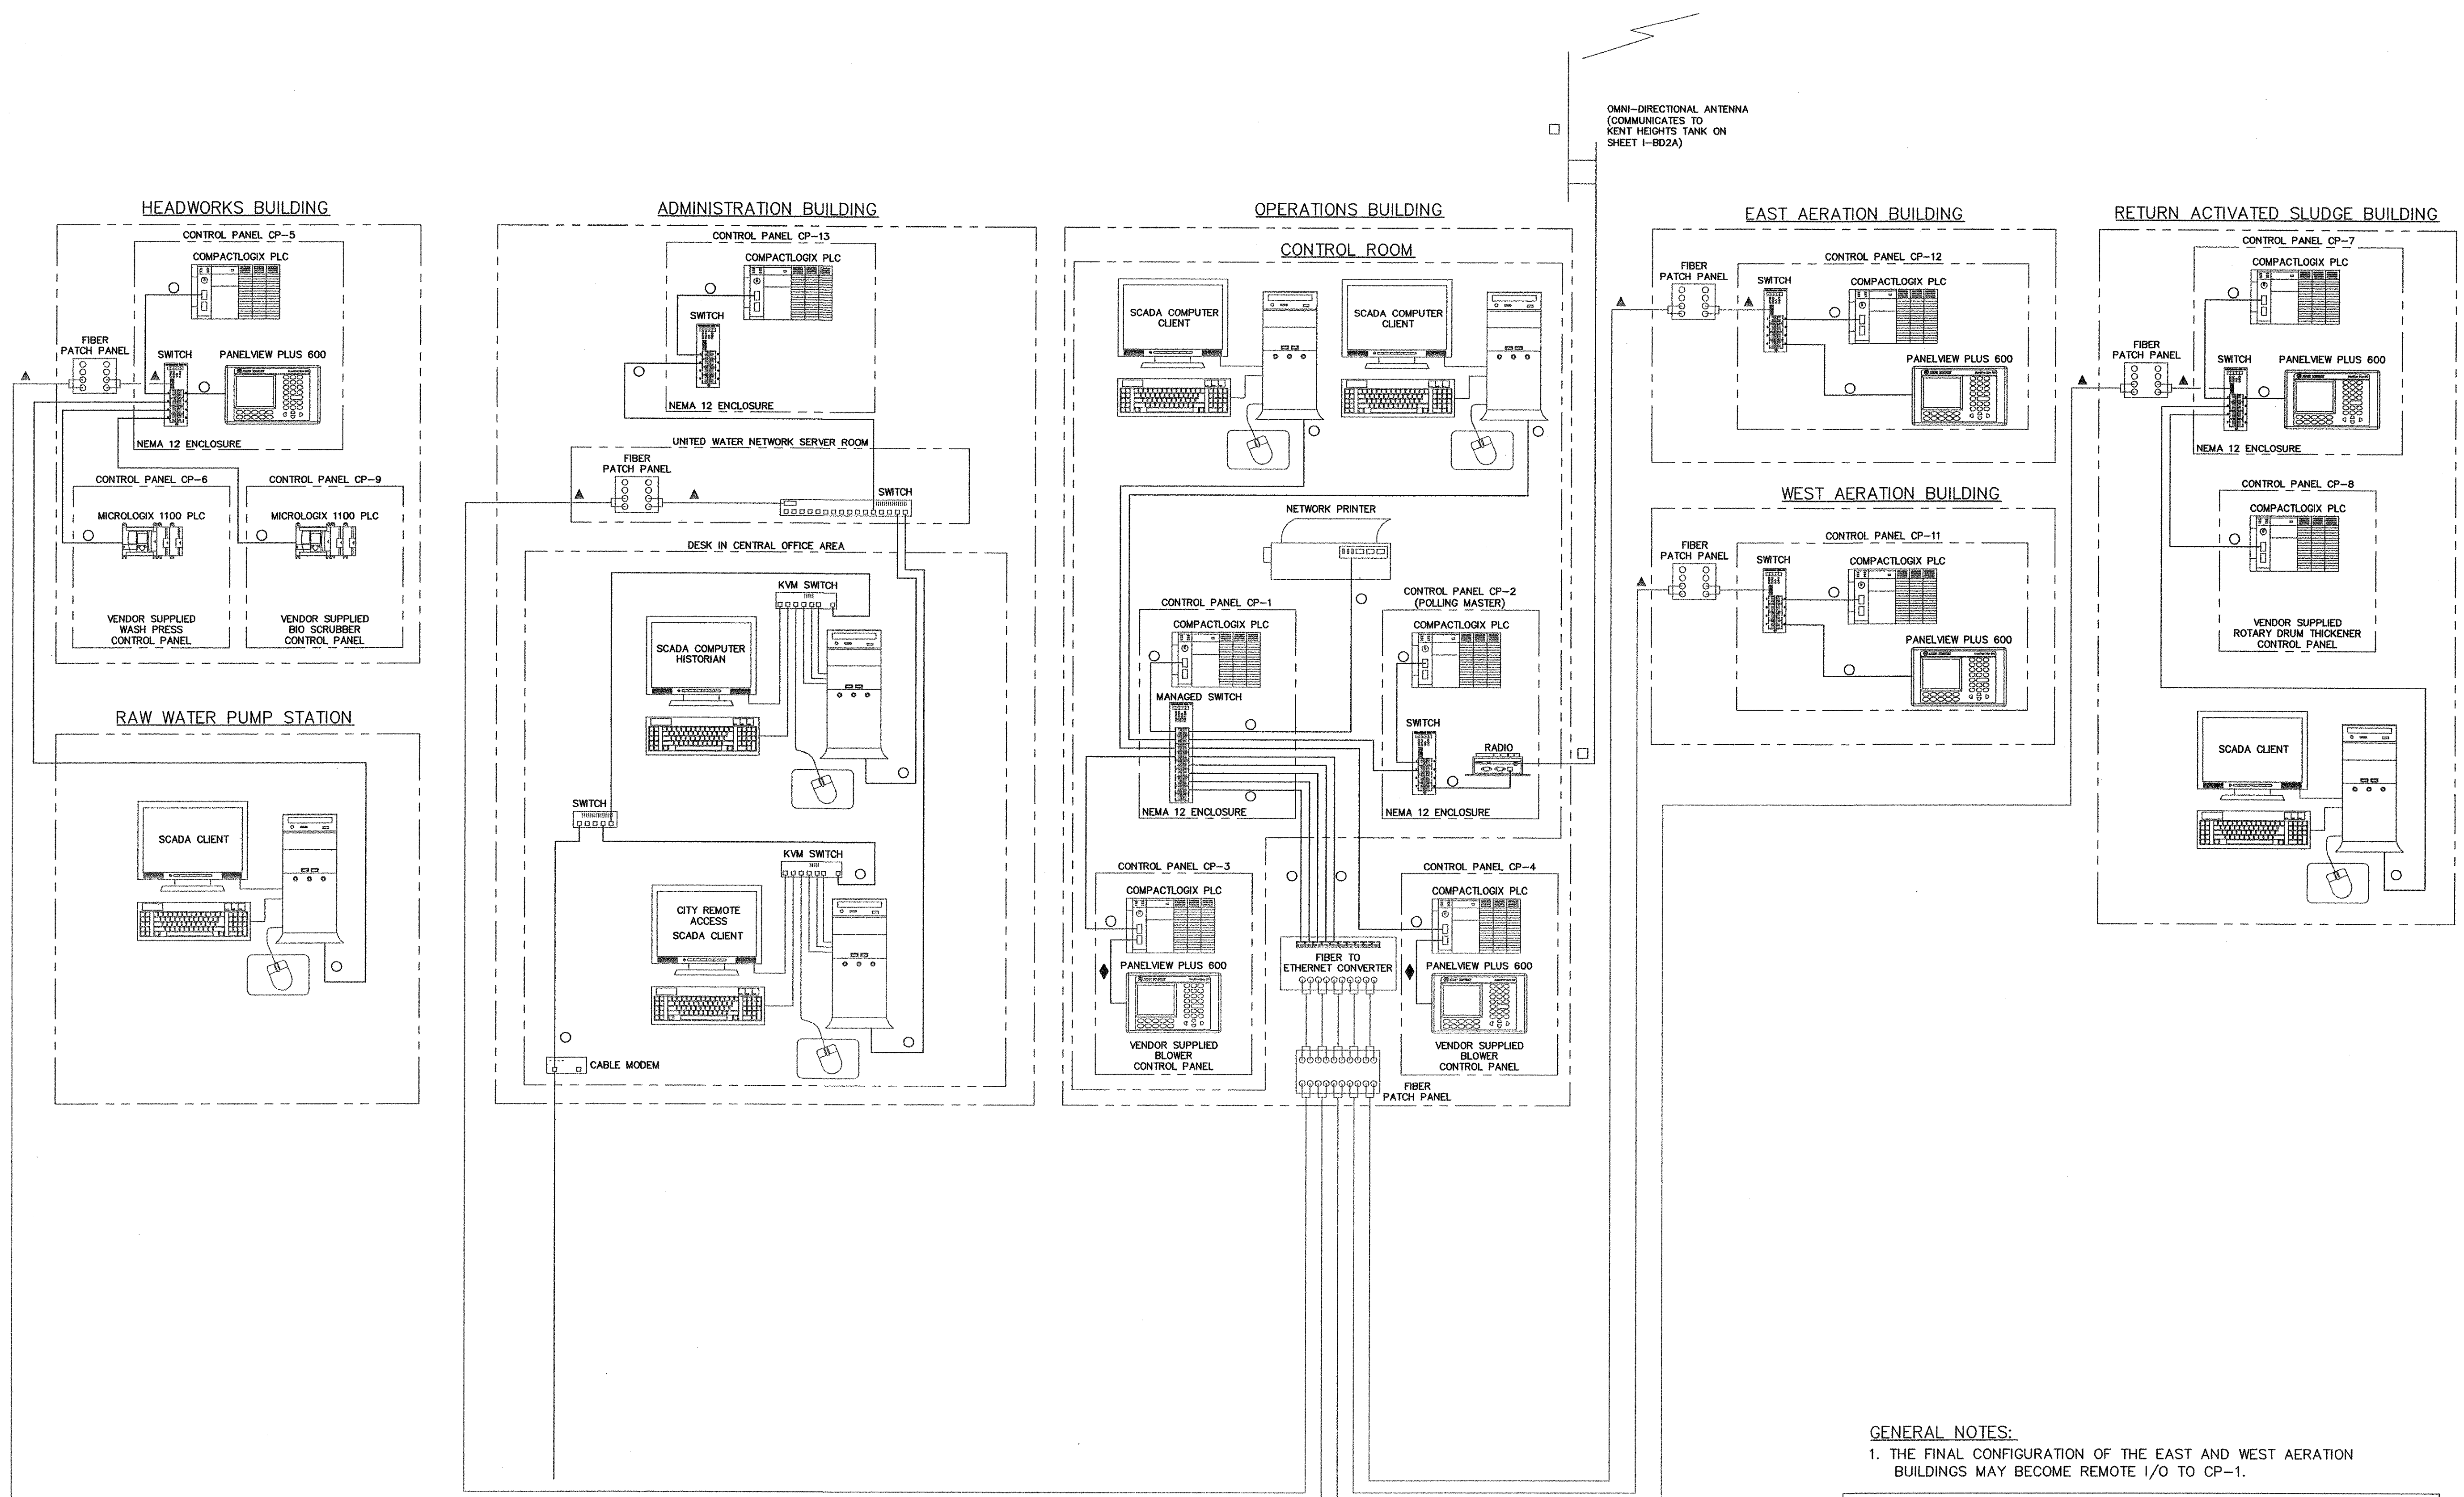 OMNI-DIRECTIONAL ANTENNA
(COMMUNICATES TO
KENT HEIGHTS TANK ON
SHEET I-BD2A)
HEADWORKS BUILDING
CONTROL PANEL CP-5
COMPACTLOGIX PLC
FIBER
PATCH PANEL
SWITCH
PANELVIEW PLUS 600
NEMA 12 ENCLOSURE
CONTROL PANEL CP-6
MICROLOGIX 1100 PLC
VENDOR SUPPLIED
WASH PRESS
CONTROL PANEL
CONTROL PANEL CP-9
MICROLOGIX 1100 PLC
VENDOR SUPPLIED
BIO SCRUBBER
CONTROL PANEL
RAW WATER PUMP STATION
SCADA CLIENT
ADMINISTRATION BUILDING
CONTROL PANEL CP-13
COMPACTLOGIX PLC
SWITCH
NEMA 12 ENCLOSURE
UNITED WATER NETWORK SERVER ROOM
FIBER
PATCH PANEL
SWITCH
DESK IN CENTRAL OFFICE AREA
KVM SWITCH
SCADA COMPUTER
HISTORIAN
SWITCH
KVM SWITCH
CITY REMOTE
ACCESS
SCADA CLIENT
CABLE MODEM
OPERATIONS BUILDING
CONTROL ROOM
SCADA COMPUTER
CLIENT
SCADA COMPUTER
CLIENT
NETWORK PRINTER
CONTROL PANEL CP-1
COMPACTLOGIX PLC
MANAGED SWITCH
NEMA 12 ENCLOSURE
CONTROL PANEL CP-2
(POLLING MASTER)
COMPACTLOGIX PLC
SWITCH
RADIO
NEMA 12 ENCLOSURE
CONTROL PANEL CP-3
COMPACTLOGIX PLC
PANELVIEW PLUS 600
VENDOR SUPPLIED
BLOWER
CONTROL PANEL
FIBER TO
ETHERNET CONVERTER
CONTROL PANEL CP-4
COMPACTLOGIX PLC
PANELVIEW PLUS 600
VENDOR SUPPLIED
BLOWER
CONTROL PANEL
FIBER
PATCH PANEL
EAST AERATION BUILDING
FIBER
PATCH PANEL
CONTROL PANEL CP-12
SWITCH
COMPACTLOGIX PLC
PANELVIEW PLUS 600
WEST AERATION BUILDING
FIBER
PATCH PANEL
CONTROL PANEL CP-11
SWITCH
COMPACTLOGIX PLC
PANELVIEW PLUS 600
RETURN ACTIVATED SLUDGE BUILDING
CONTROL PANEL CP-7
COMPACTLOGIX PLC
FIBER
PATCH PANEL
SWITCH
PANELVIEW PLUS 600
NEMA 12 ENCLOSURE
CONTROL PANEL CP-8
COMPACTLOGIX PLC
VENDOR SUPPLIED
ROTARY DRUM THICKENER
CONTROL PANEL
SCADA CLIENT
GENERAL NOTES:
1. THE FINAL CONFIGURATION OF THE EAST AND WEST AERATION
BUILDINGS MAY BECOME REMOTE I/O TO CP-1.